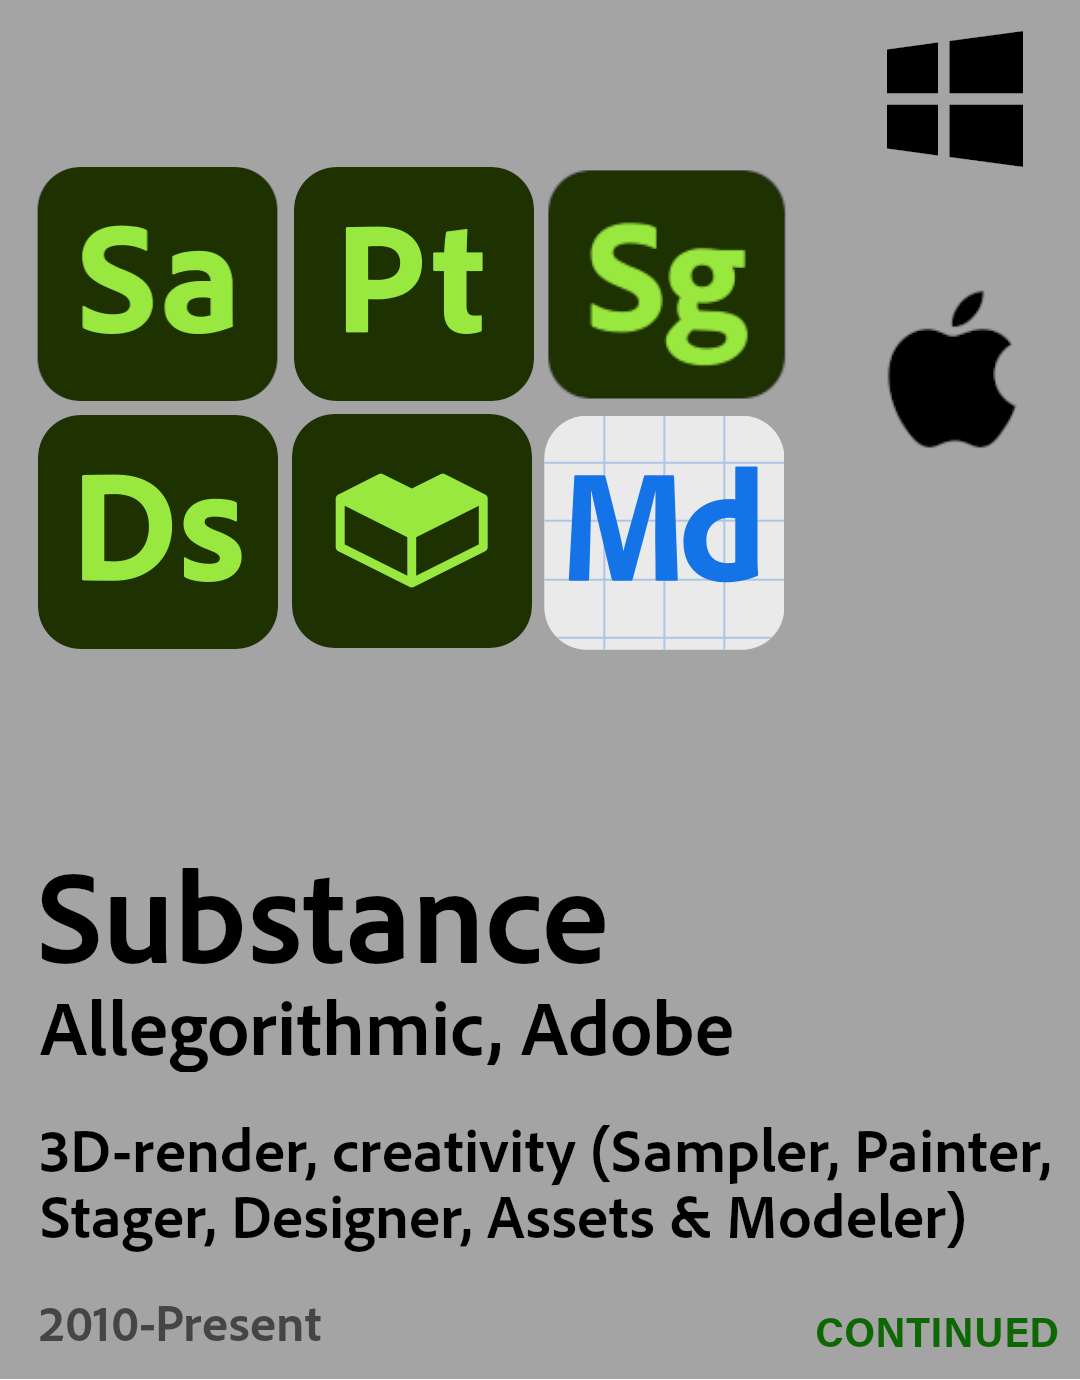 Sa Pt Sg
Ds Md
Substance
Allegorithmic, Adobe
3D-render, creativity (Sampler, Painter,
Stager, Designer, Assets & Modeler)
2010-Present
CONTINUED